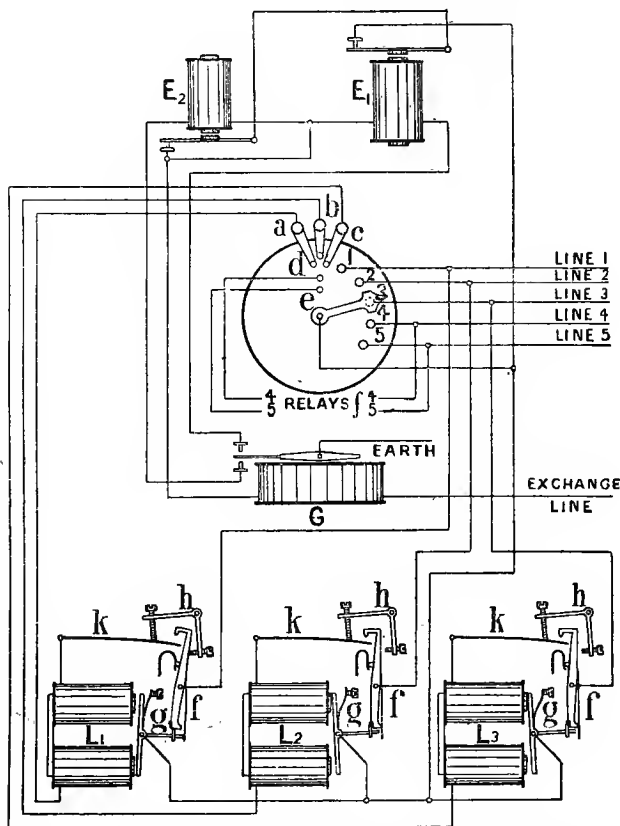 E2
E1
a
b
c
d
e
1
2
3
4
5
LINE 1
LINE 2
LINE 3
LINE 4
LINE 5
4/5 RELAYS ∫ 4/5
EARTH
EXCHANGE
LINE
G
h
h
h
k
k
k
g
g
g
f
f'
f
L1
L2
L3